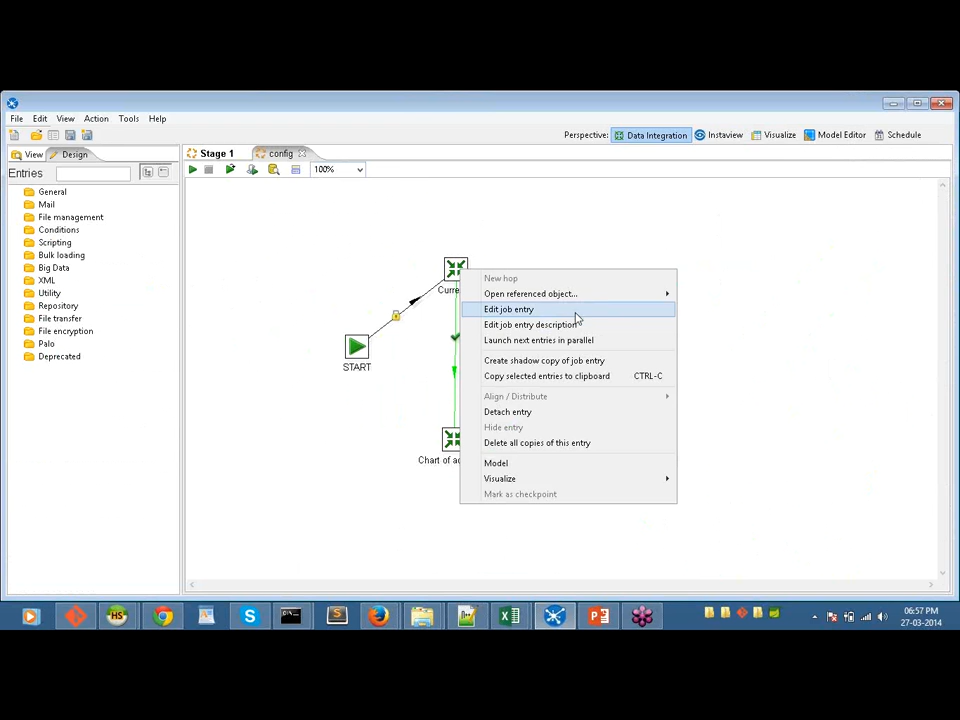 File Edit View Action Tools Help
Perspective: Data Integration Instaview Visualize Model Editor Schedule
View Design
Stage 1 config
Entries
100%
General
Mail
File management
Conditions
Scripting
Bulk loading
Big Data
XML
Utility
Repository
File transfer
File encryption
Palo
Deprecated
START
Curre
Chart of ac
New hop
Open referenced object...
Edit job entry
Edit job entry description
Launch next entries in parallel
Create shadow copy of job entry
Copy selected entries to clipboard CTRL-C
Align / Distribute
Detach entry
Hide entry
Delete all copies of this entry
Model
Visualize
Mark as checkpoint
06:57 PM
27-03-2014